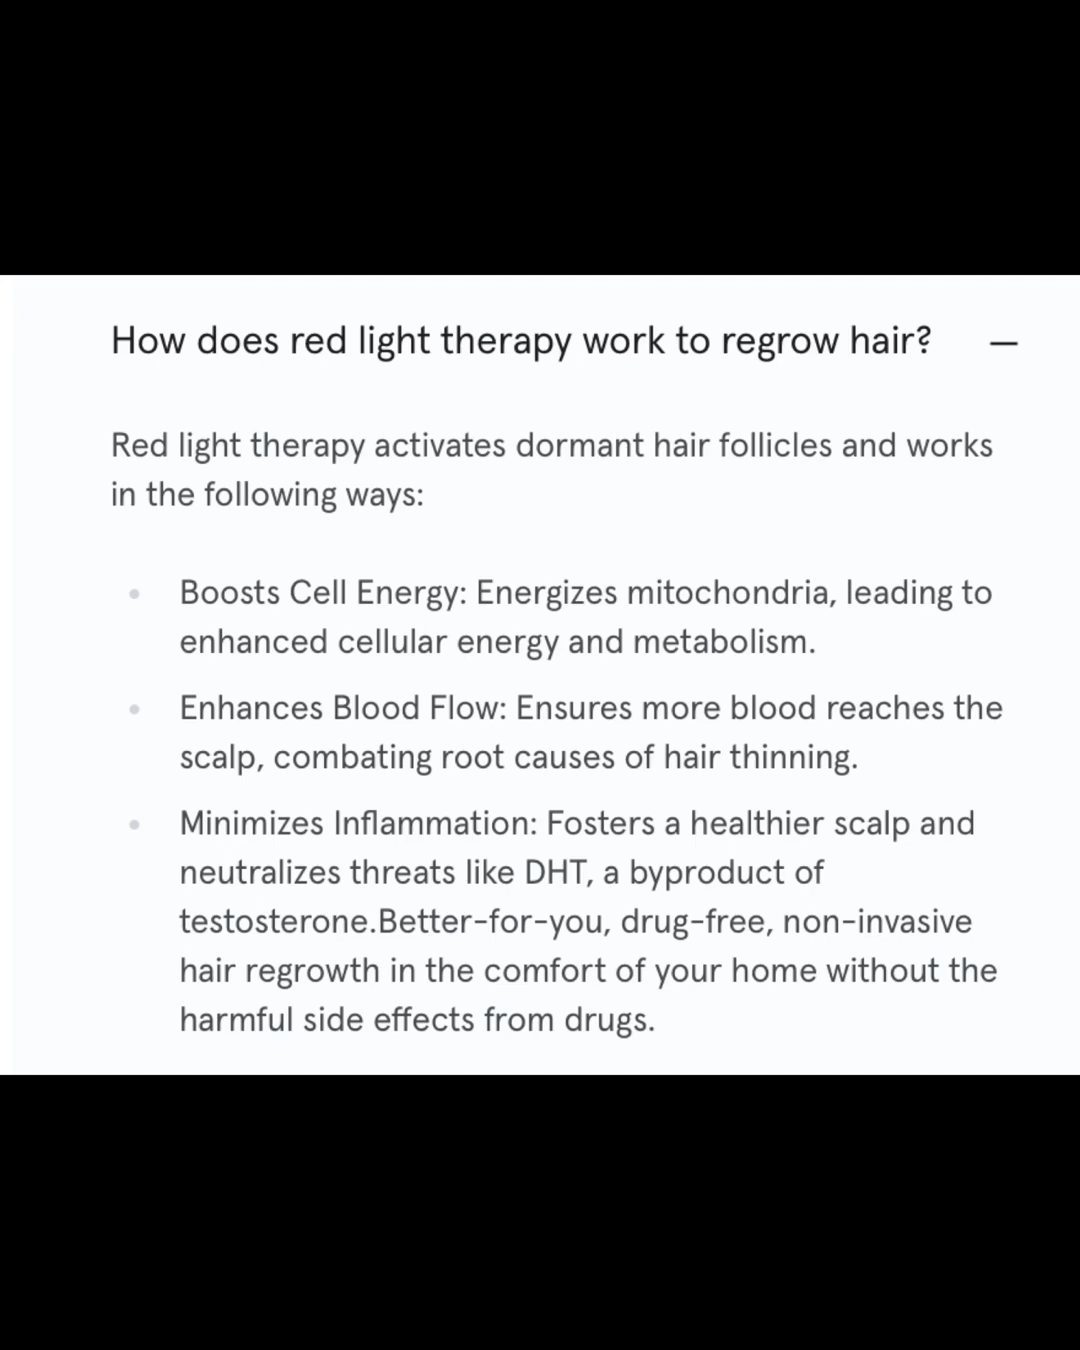 How does red light therapy work to regrow hair? —
Red light therapy activates dormant hair follicles and works
in the following ways:
• Boosts Cell Energy: Energizes mitochondria, leading to
enhanced cellular energy and metabolism.
• Enhances Blood Flow: Ensures more blood reaches the
scalp, combating root causes of hair thinning.
• Minimizes Inflammation: Fosters a healthier scalp and
neutralizes threats like DHT, a byproduct of
testosterone.Better-for-you, drug-free, non-invasive
hair regrowth in the comfort of your home without the
harmful side effects from drugs.